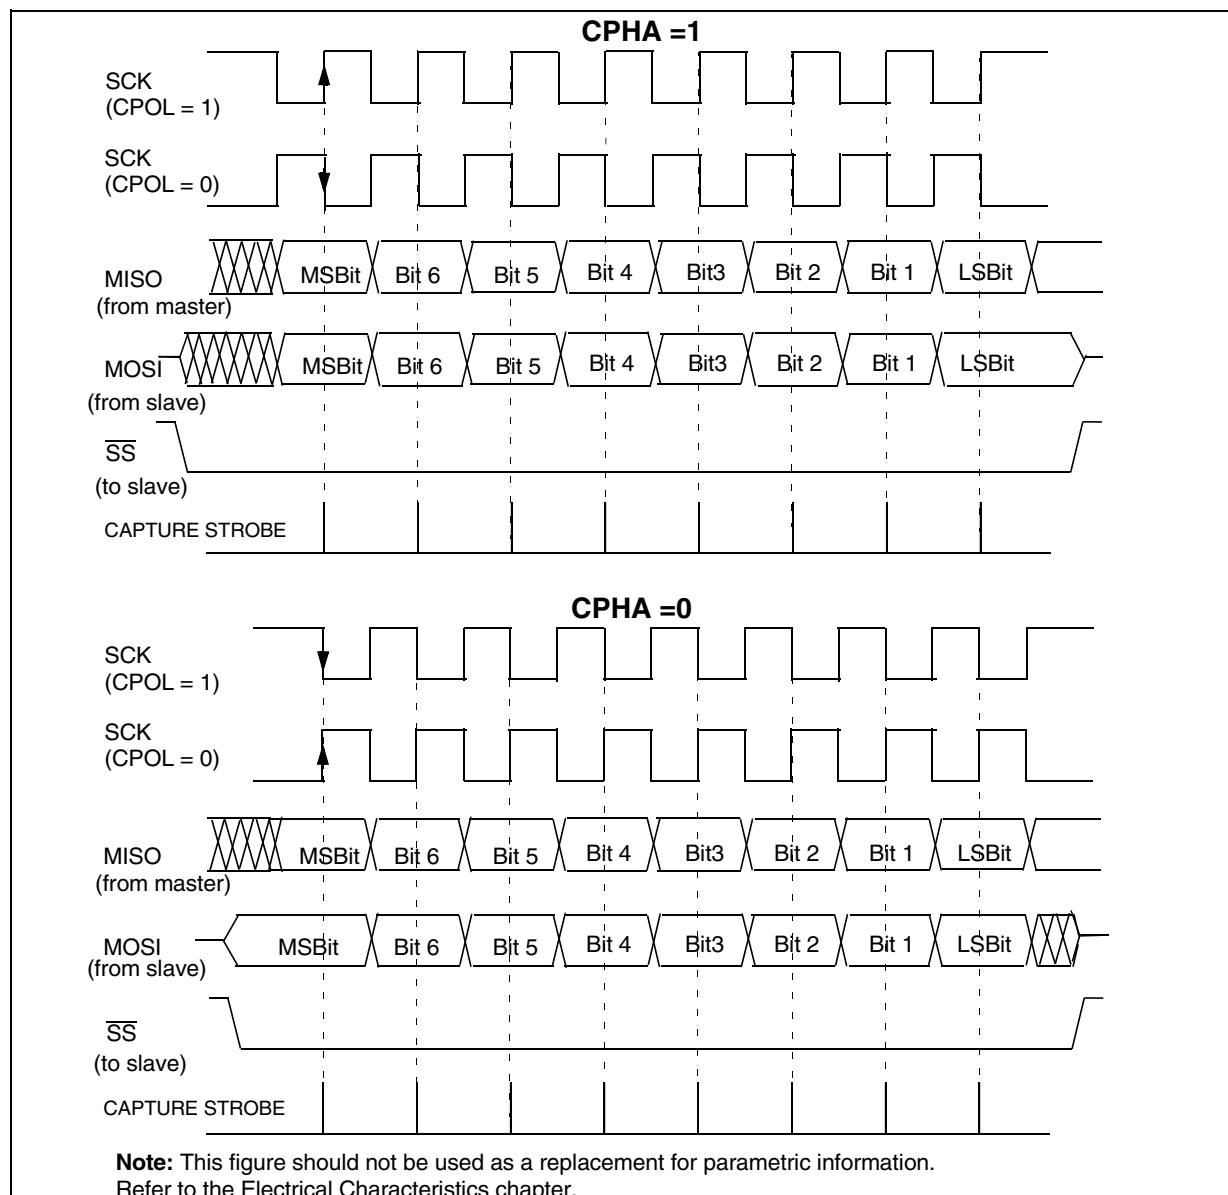 CPHA =1
SCK
(CPOL = 1)
SCK
(CPOL = 0)
MISO
(from master)
MSBit Bit 6 Bit 5 Bit 4 Bit3 Bit 2 Bit 1 LSBit
MOSI
(from slave)
MSBit Bit 6 Bit 5 Bit 4 Bit3 Bit 2 Bit 1 LSBit
SS
(to slave)
CAPTURE STROBE
CPHA =0
SCK
(CPOL = 1)
SCK
(CPOL = 0)
MISO
(from master)
MSBit Bit 6 Bit 5 Bit 4 Bit3 Bit 2 Bit 1 LSBit
MOSI
(from slave)
MSBit Bit 6 Bit 5 Bit 4 Bit3 Bit 2 Bit 1 LSBit
SS
(to slave)
CAPTURE STROBE
Note: This figure should not be used as a replacement for parametric information.
Refer to the Electrical Characteristics chapter.